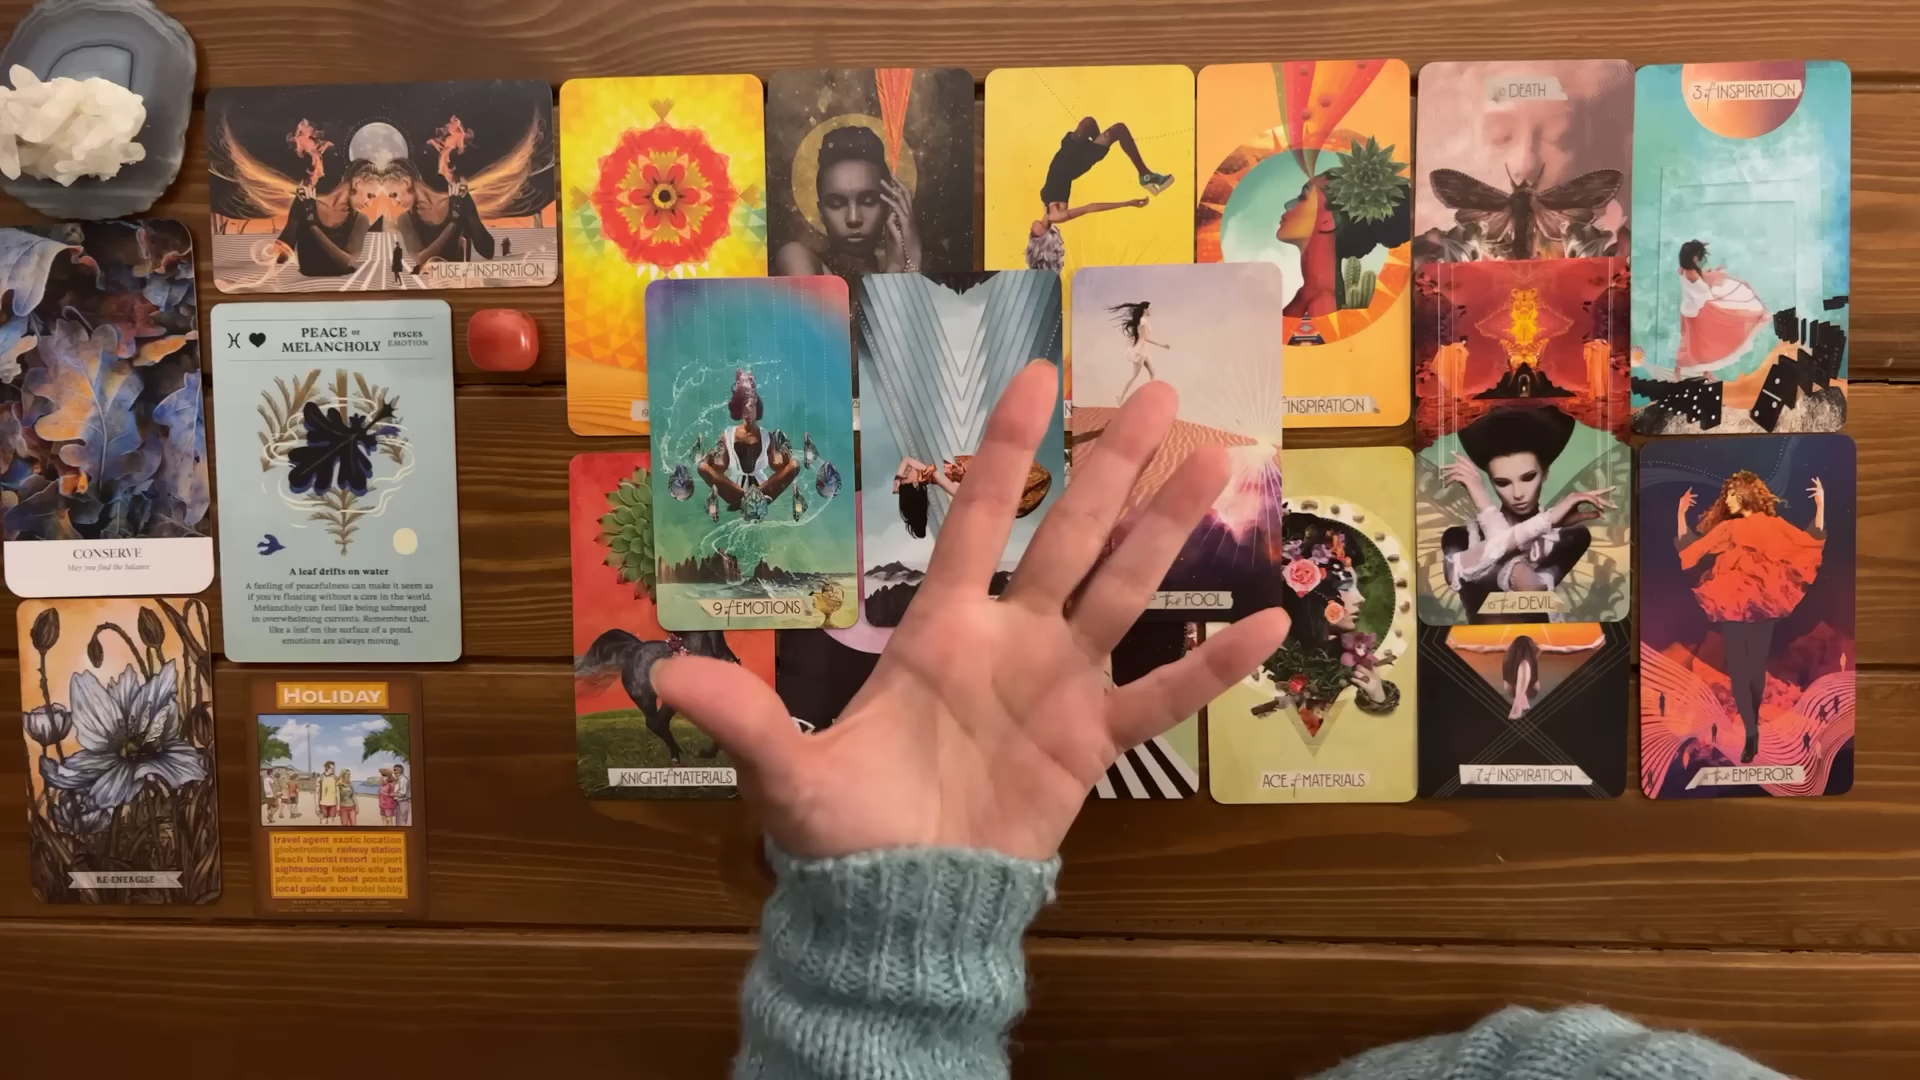 MUSE of INSPIRATION
DEATH
3 of INSPIRATION
PEACE or
MELANCHOLY
PISCES
EMOTION
A leaf drifts on water
A feeling of peacefulness can make it seem as
if you're floating without a care in the world.
Melancholy can feel like being submerged
in overwhelming currents. Remember that,
like a leaf on the surface of a pond,
emotions are always moving.
CONSERVE
May you find the balance
INSPIRATION
9 of EMOTIONS
the FOOL
the DEVIL
KNIGHT of MATERIALS
ACE of MATERIALS
7 of INSPIRATION
the EMPEROR
RE-ENERGISE
HOLIDAY
travel agent exotic location
globetrotters railway station
beach tourist resort airport
sightseeing historic site tan
photo album boat postcard
local guide sun hotel lobby